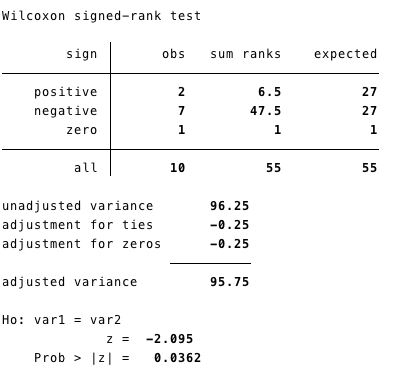 Wilcoxon signed-rank test
sign obs sum ranks expected
positive 2 6.5 27
negative 7 47.5 27
zero 1 1 1
all 10 55 55
unadjusted variance 96.25
adjustment for ties -0.25
adjustment for zeros -0.25
adjusted variance 95.75
Ho: var1 = var2
z = -2.095
Prob > |z| = 0.0362